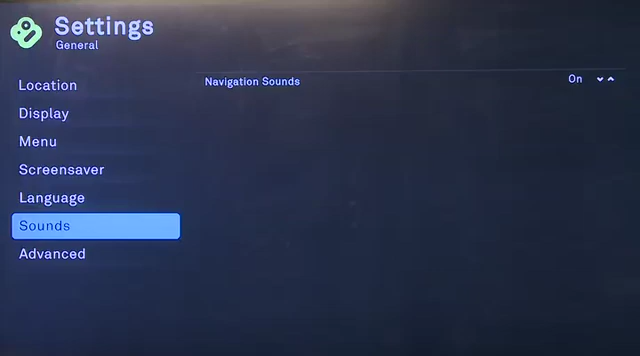 Settings
General
Location
Display
Menu
Screensaver
Language
Sounds
Advanced
Navigation Sounds
On